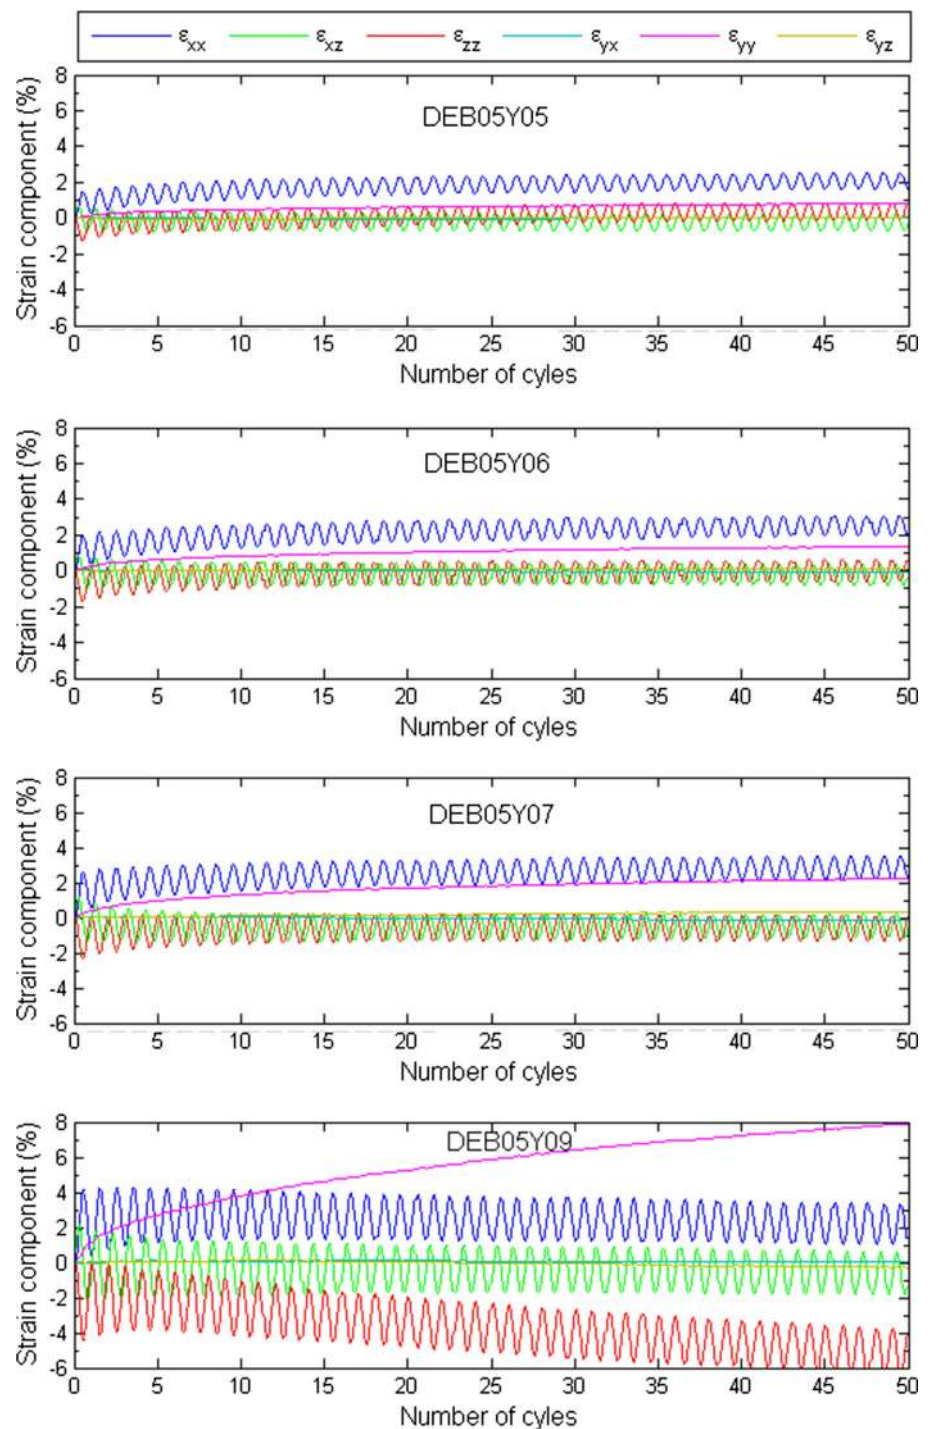 εxx εxz εzz εyx εyy εyz
8
6
4
2
0
-2
-4
-6
Strain component (%)
DEB05Y05
0 5 10 15 20 25 30 35 40 45 50
Number of cyles
8
6
4
2
0
-2
-4
-6
Strain component (%)
DEB05Y06
0 5 10 15 20 25 30 35 40 45 50
Number of cyles
8
6
4
2
0
-2
-4
-6
Strain component (%)
DEB05Y07
0 5 10 15 20 25 30 35 40 45 50
Number of cyles
8
6
4
2
0
-2
-4
-6
Strain component (%)
DEB05Y09
0 5 10 15 20 25 30 35 40 45 50
Number of cyles